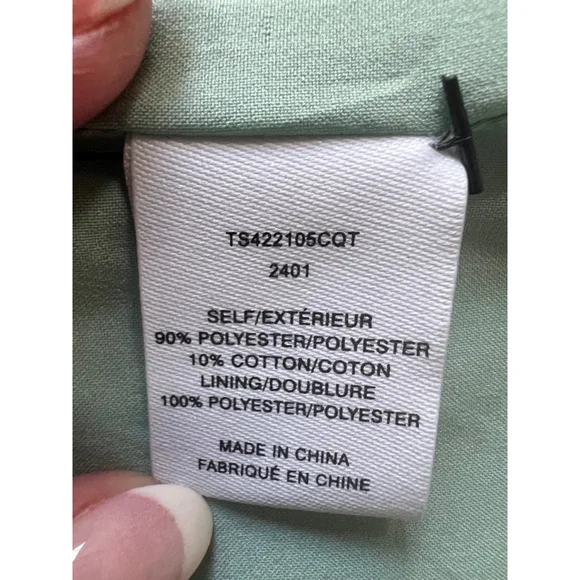 TS422105CQT
2401
SELF/EXTÉRIEUR
90% POLYESTER/POLYESTER
10% COTTON/COTON
LINING/DOUBLURE
100% POLYESTER/POLYESTER
MADE IN CHINA
FABRIQUÉ EN CHINE